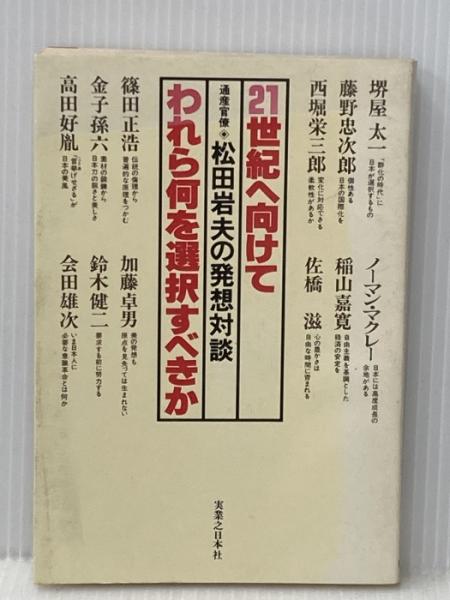 堺屋太一
「群化の時代」に
日本が選択するもの
藤野忠次郎
個性ある
日本の国際化を
西堀栄三郎
変化に対応できる
柔軟性があるか
ノーマン・マクレー
日本には高度成長の
余地がある
稲山嘉寛
自由主義を基調とした
経済の安定を
佐橋滋
心の豊かさは
自由な時間に育まれる
21世紀へ向けて
通産官僚◆松田岩夫の発想対談
われら何を選択すべきか
篠田正浩
伝統の倫理から
普遍的な原理をつかむ
金子孫六
素材の鍛錬から
日本刀の鋭さと美しさ
高田好胤
"言挙げせざる"が
日本の美風
加藤卓男
美の発想も
原点を見失っては生まれない
鈴木健二
要求する前に努力する
会田雄次
いま日本人に
必要な意識革命とは何か
実業之日本社